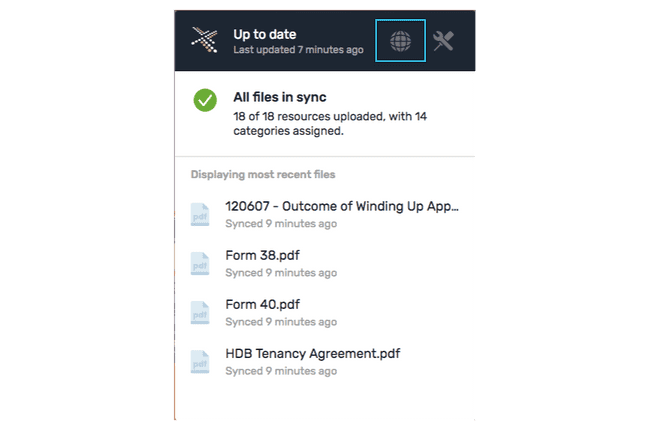 Up to date
Last updated 7 minutes ago
All files in sync
18 of 18 resources uploaded, with 14
categories assigned.
Displaying most recent files
120607 - Outcome of Winding Up App...
Synced 9 minutes ago
Form 38.pdf
Synced 9 minutes ago
Form 40.pdf
Synced 9 minutes ago
HDB Tenancy Agreement.pdf
Synced 9 minutes ago
pdf
pdf
pdf
pdf